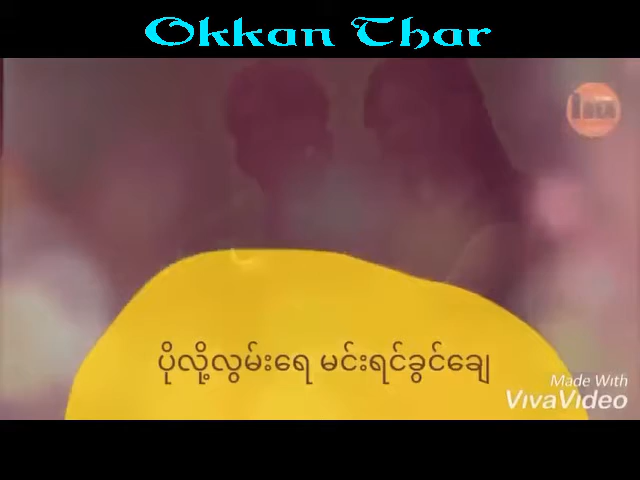 Okkan Thar
ပိုလို့လွမ်းရေ မင်းရင်ခွင်ချေ
Made With
VivaVideo